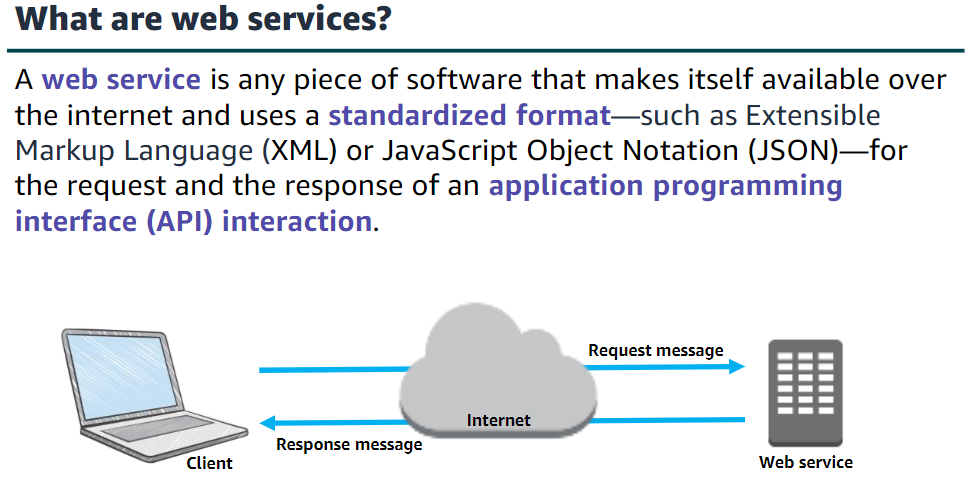 What are web services?
A web service is any piece of software that makes itself available over
the internet and uses a standardized format—such as Extensible
Markup Language (XML) or JavaScript Object Notation (JSON)—for
the request and the response of an application programming
interface (API) interaction.
Request message
Internet
Response message
Client
Web service